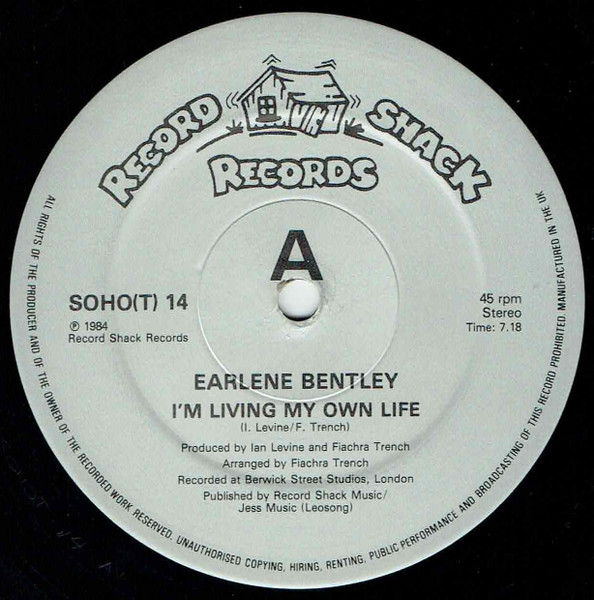 RECORD SHACK
RECORDS
A
SOHO(T) 14
℗ 1984
Record Shack Records
45 rpm
Stereo
Time: 7.18
EARLENE BENTLEY
I'M LIVING MY OWN LIFE
(I. Levine/F. Trench)
Produced by Ian Levine and Fiachra Trench
Arranged by Fiachra Trench
Recorded at Berwick Street Studios, London
Published by Record Shack Music/
Jess Music (Leosong)
ALL RIGHTS OF THE PRODUCER AND OF THE OWNER OF THE RECORDED WORK RESERVED. UNAUTHORISED COPYING, HIRING, RENTING, PUBLIC PERFORMANCE AND BROADCASTING OF THIS RECORD PROHIBITED. MANUFACTURED IN THE UK.